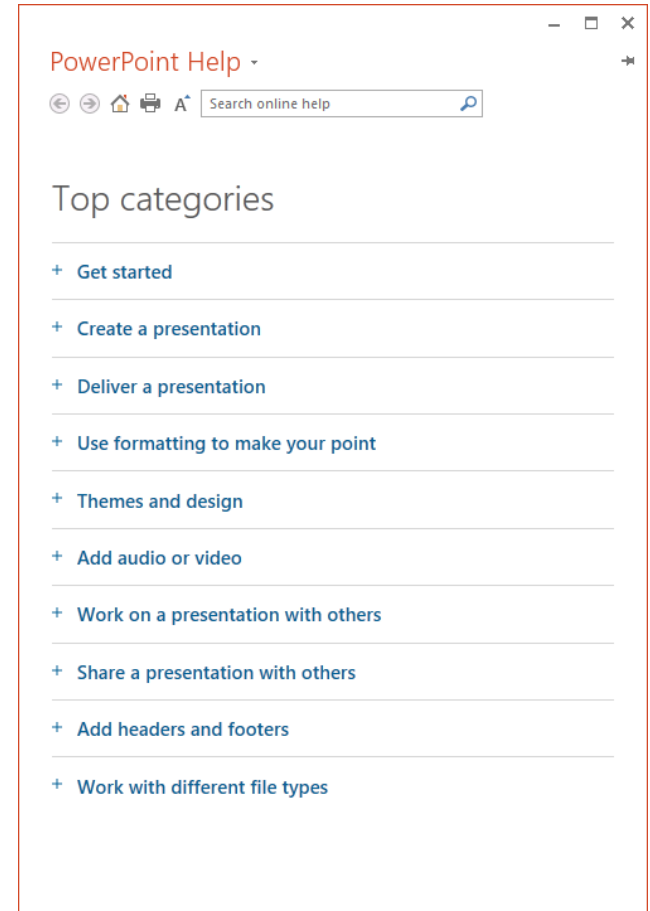 PowerPoint Help
A
Search online help
Top categories
+ Get started
+ Create a presentation
+ Deliver a presentation
+ Use formatting to make your point
+ Themes and design
+ Add audio or video
+ Work on a presentation with others
+ Share a presentation with others
+ Add headers and footers
+ Work with different file types